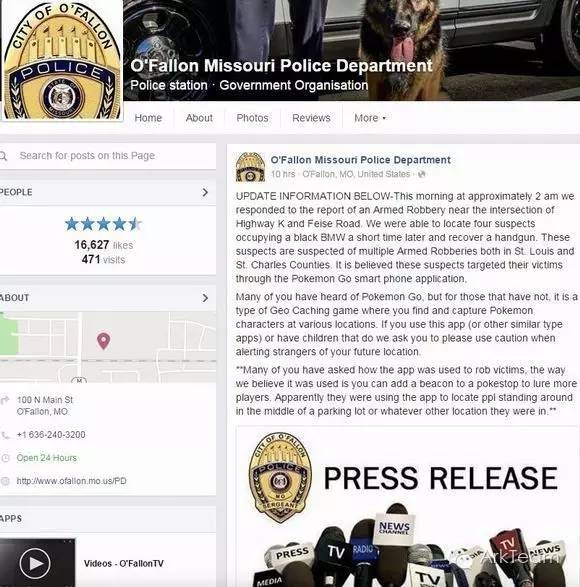 CITY OF O'FALLON
POLICE
O'Fallon Missouri Police Department
Police station · Government Organisation
Home
About
Photos
Reviews
More
Search for posts on this Page
PEOPLE
16,627 likes
471 visits
ABOUT
100 N Main St
O'Fallon, MO
+1 636-240-3200
Open 24 Hours
http://www.ofallon.mo.us/PD
APPS
Videos - O'FallonTV
O'Fallon Missouri Police Department
10 hrs · O'Fallon, MO, United States ·
UPDATE INFORMATION BELOW-This morning at approximately 2 am we
responded to the report of an Armed Robbery near the intersection of
Highway K and Feise Road. We were able to locate four suspects
occupying a black BMW a short time later and recover a handgun. These
suspects are suspected of multiple Armed Robberies both in St. Louis and
St. Charles Counties. It is believed these suspects targeted their victims
through the Pokemon Go smart phone application.
Many of you have heard of Pokemon Go, but for those that have not, it is a
type of Geo Caching game where you find and capture Pokemon
characters at various locations. If you use this app (or other similar type
apps) or have children that do we ask you to please use caution when
alerting strangers of your future location.
**Many of you have asked how the app was used to rob victims, the way
we believe it was used is you can add a beacon to a pokestop to lure more
players. Apparently they were using the app to locate ppl standing around
in the middle of a parking lot or whatever other location they were in.**
CITY OF O'FALLON
POLICE
MO
SERGEANT
PRESS RELEASE
PRESS
TV
RADIO
NEWS
CHANNEL
TV
NEWS
MEDIA
ArkTeam